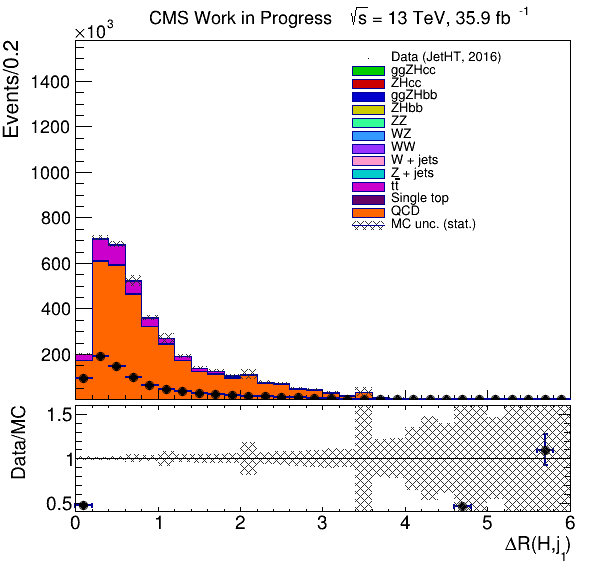 CMS Work in Progress √s = 13 TeV, 35.9 fb⁻¹
×10³
Events/0.2
1400
1200
1000
800
600
400
200
Data (JetHT, 2016)
ggZHcc
ZHcc
ggZHbb
ZHbb
ZZ
WZ
WW
W + jets
Z + jets
tt̅
Single top
QCD
MC unc. (stat.)
Data/MC
1.5
1
0.5
0 1 2 3 4 5 6
ΔR(H,j₁)